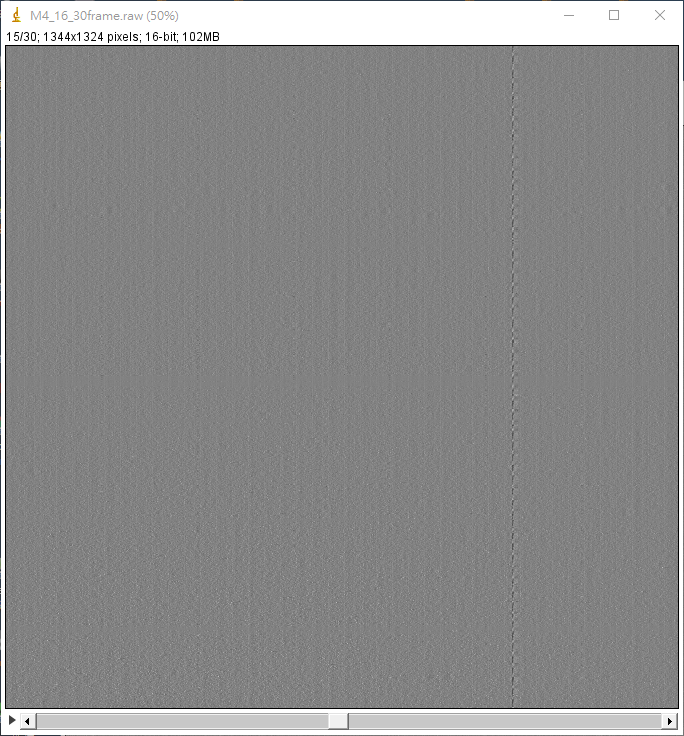 M4_16_30frame.raw (50%)
15/30; 1344x1324 pixels; 16-bit; 102MB